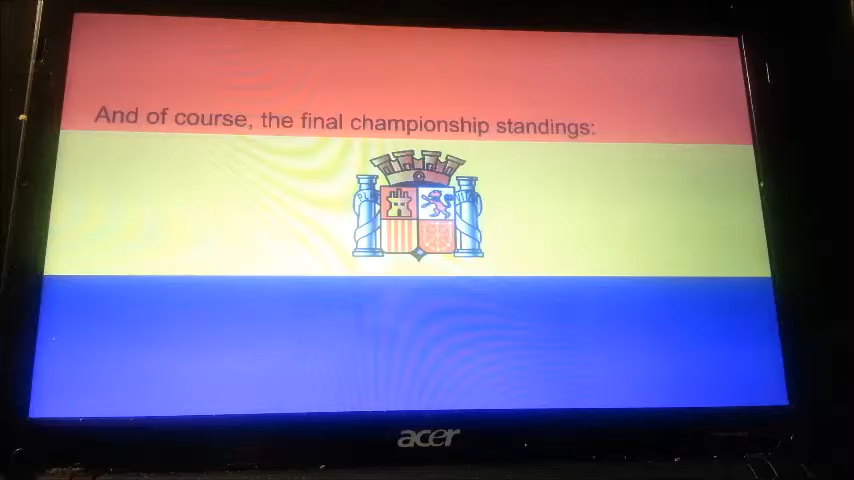 And of course, the final championship standings:
acer